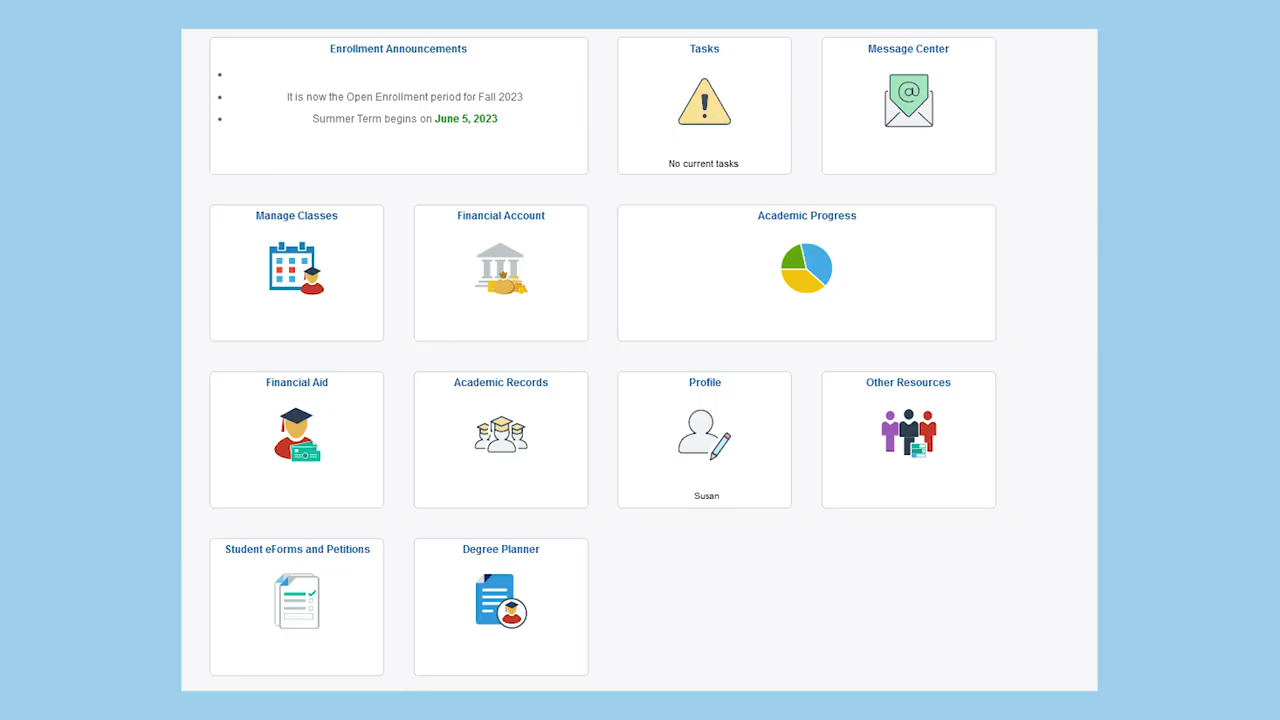 Enrollment Announcements
It is now the Open Enrollment period for Fall 2023
Summer Term begins on June 5, 2023
Tasks
No current tasks
Message Center
@
Manage Classes
Financial Account
Academic Progress
Financial Aid
Academic Records
Profile
Susan
Other Resources
Student eForms and Petitions
Degree Planner